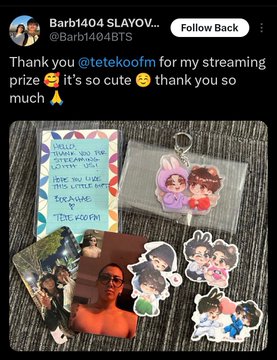 Barb1404 SLAYOV...
@Barb1404BTS
Follow Back
Thank you @tetekoofm for my streaming
prize 🥰 it's so cute ☺️ thank you so
much 🙏
HELLO,
THANK YOU FOR
STREAMING
WITH US!
HOPE YOU LIKE
THIS LITTLE GIFT
BORAHAE
TETEKOOFM